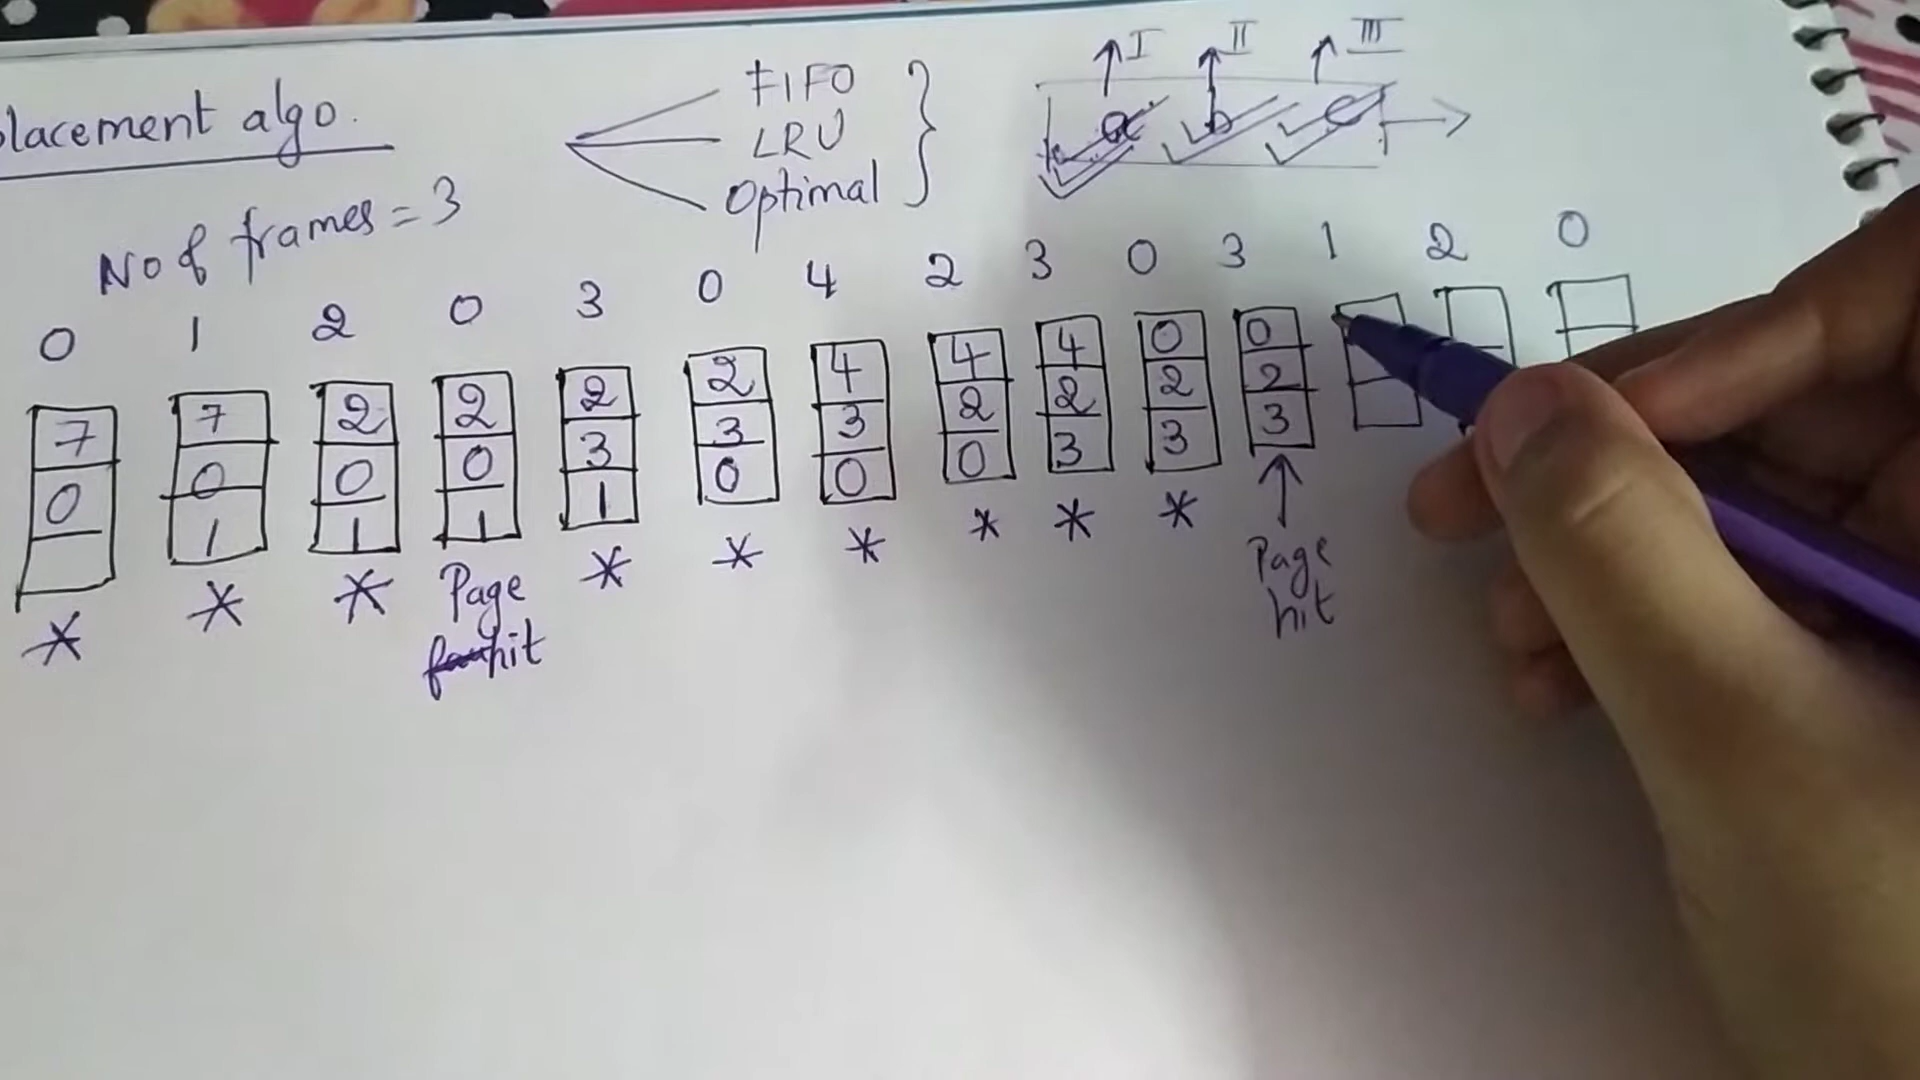 placement algo.
FIFO
LRU
Optimal
I II III
a b c
No of frames = 3
0 1 2 0 3 0 4 2 3 0 3 1 2 0
7 7 2 2 2 2 4 4 4 0 0
0 0 0 0 3 3 3 2 2 2 2
1 1 1 1 0 0 0 3 3 3
* * * * * * * * *
Page
hit
Page
hit